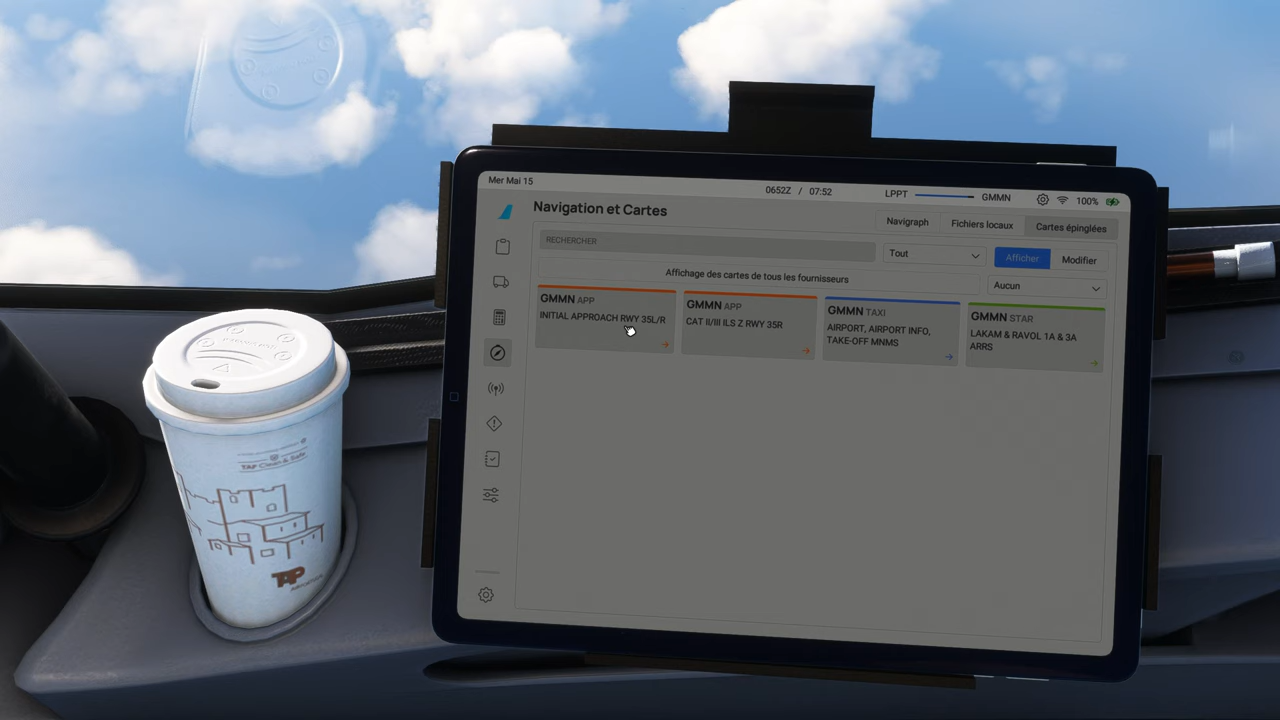 Mer Mai 15
0652Z / 07:52
LPPT
GMMN
100%
Navigation et Cartes
Navigraph
Fichiers locaux
Cartes épinglées
RECHERCHER
Tout
Afficher
Modifier
Affichage des cartes de tous les fournisseurs
Aucun
GMMN APP
INITIAL APPROACH RWY 35L/R
GMMN APP
CAT II/III ILS Z RWY 35R
GMMN TAXI
AIRPORT, AIRPORT INFO,
TAKE-OFF MNMS
GMMN STAR
LAKAM & RAVOL 1A & 3A
ARRS
TAP Clean & Safe
TAP